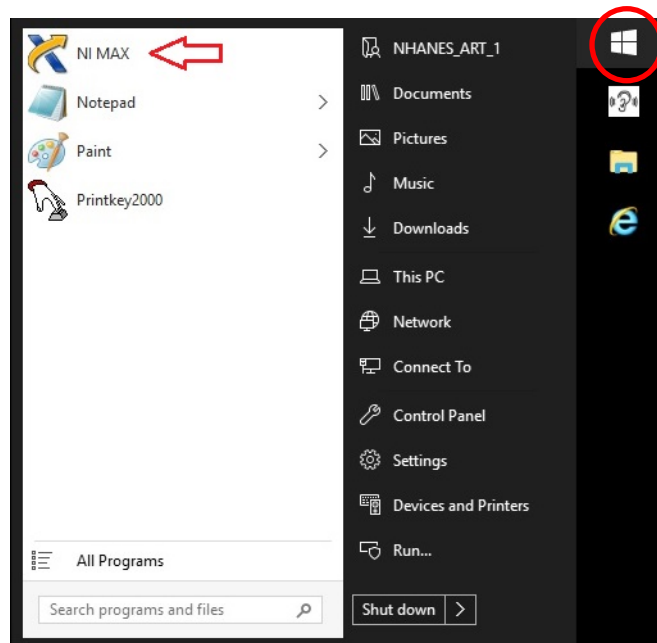 NI MAX
Notepad
Paint
Printkey2000
All Programs
Search programs and files
NHANES_ART_1
Documents
Pictures
Music
Downloads
This PC
Network
Connect To
Control Panel
Settings
Devices and Printers
Run...
Shut down